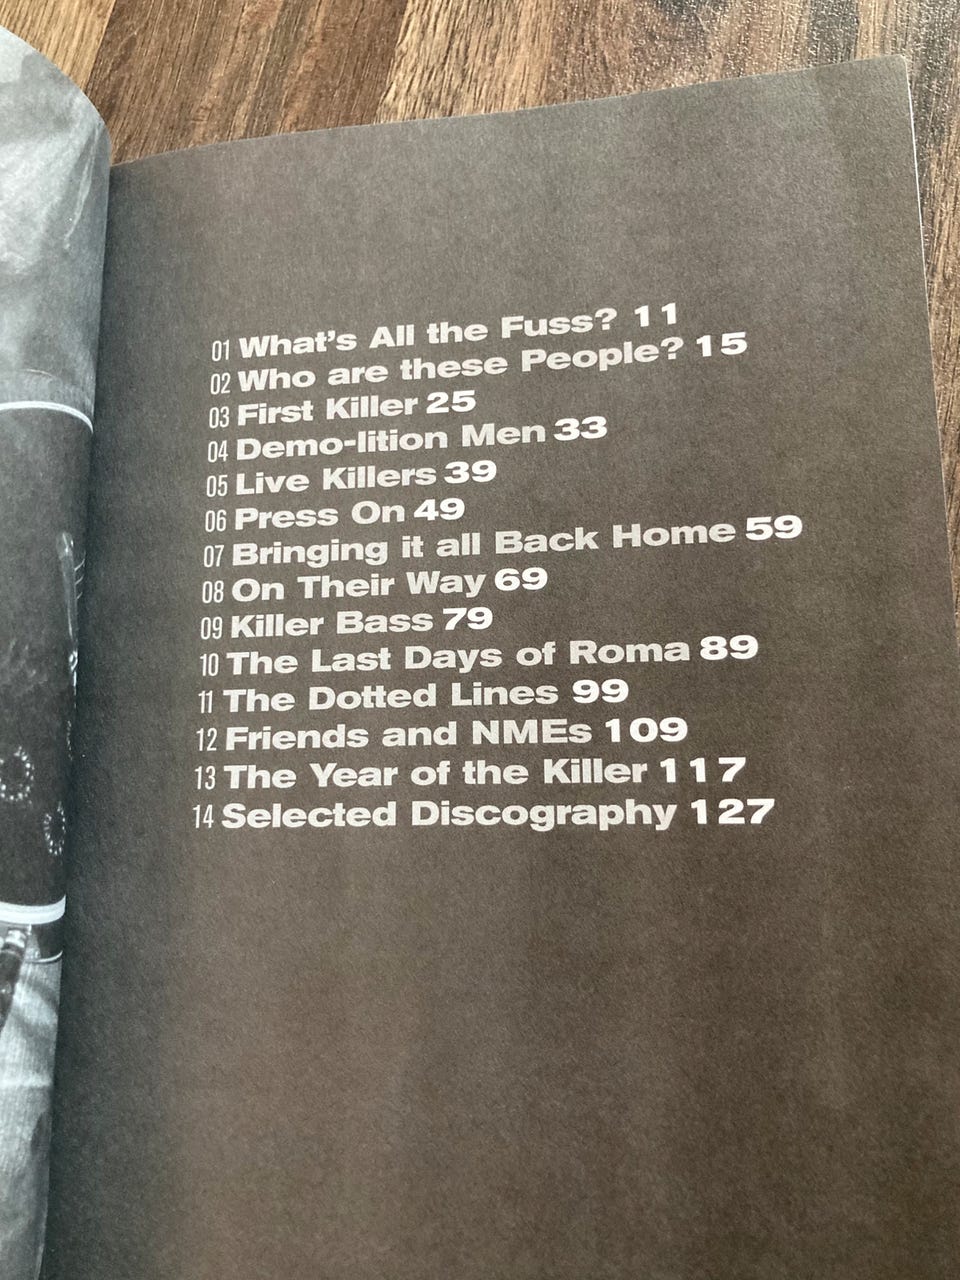 01 What's All the Fuss? 11
02 Who are these People? 15
03 First Killer 25
04 Demo-lition Men 33
05 Live Killers 39
06 Press On 49
07 Bringing it all Back Home 59
08 On Their Way 69
09 Killer Bass 79
10 The Last Days of Roma 89
11 The Dotted Lines 99
12 Friends and NMEs 109
13 The Year of the Killer 117
14 Selected Discography 127